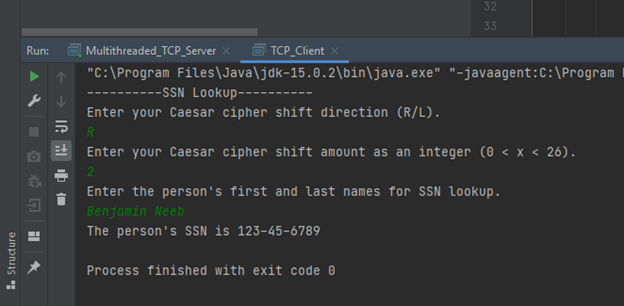 32
33
Run: Multithreaded_TCP_Server × TCP_Client ×
"C:\Program Files\Java\jdk-15.0.2\bin\java.exe" "-javaagent:C:\Program
----------SSN Lookup----------
Enter your Caesar cipher shift direction (R/L).
R
Enter your Caesar cipher shift amount as an integer (0 < x < 26).
2
Enter the person's first and last names for SSN lookup.
Benjamin Neeb
The person's SSN is 123-45-6789
Process finished with exit code 0
Structure